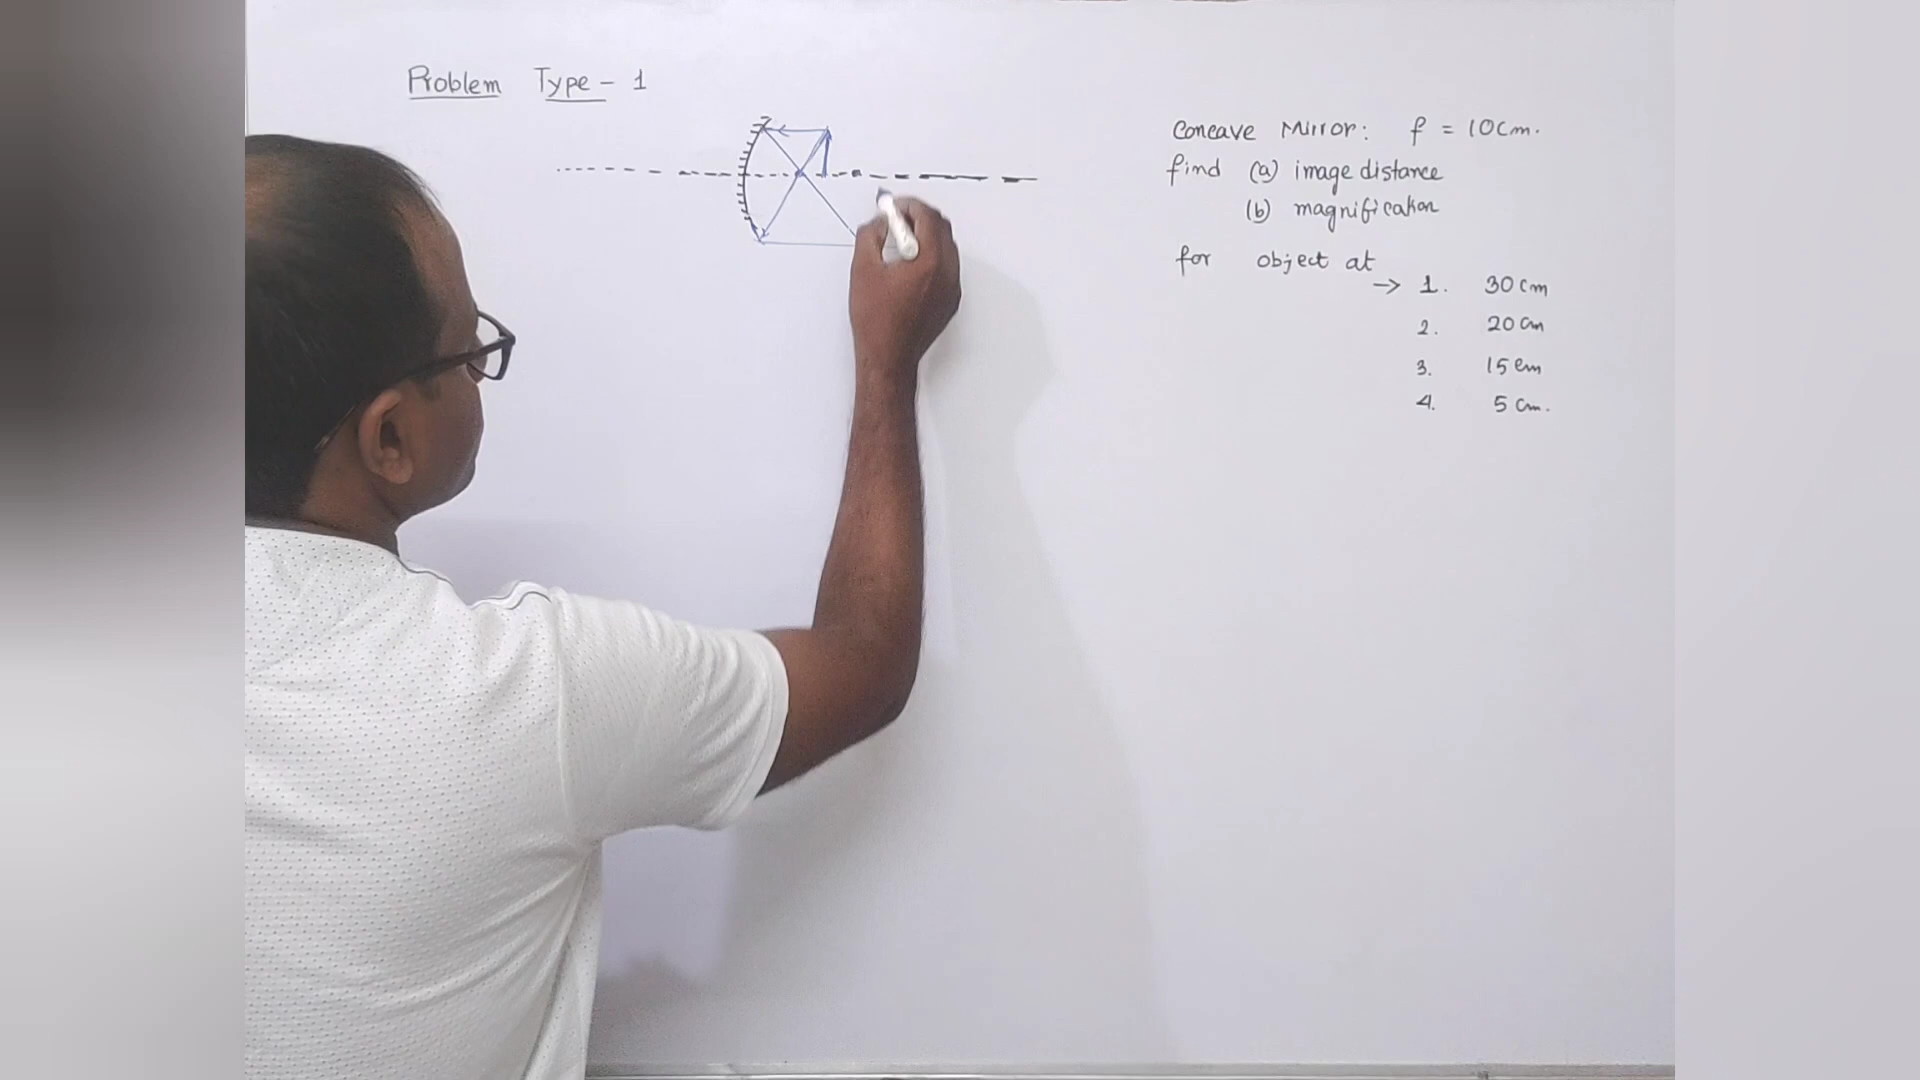 Problem Type - 1
Concave Mirror: f = 10cm.
find (a) image distance
(b) magnification
for object at
→ 1. 30 cm
2. 20 cm
3. 15 cm
4. 5 cm.